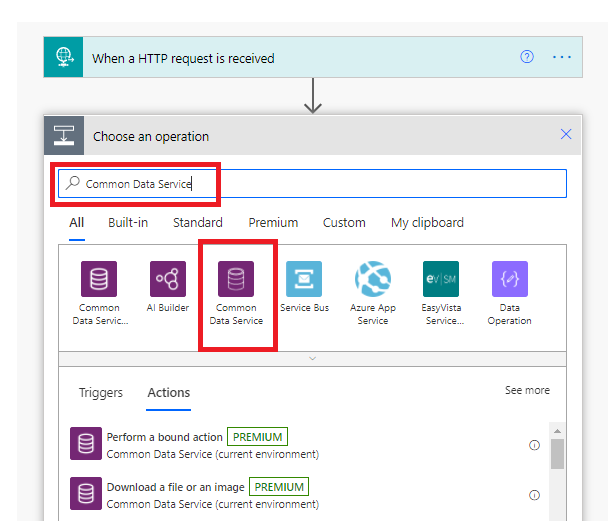 When a HTTP request is received
Choose an operation
Common Data Service
All Built-in Standard Premium Custom My clipboard
Common Data Servic...
AI Builder
Common Data Service
Service Bus
Azure App Service
EasyVista Service...
Data Operation
ev|SM
Triggers Actions See more
Perform a bound action PREMIUM
Common Data Service (current environment)
Download a file or an image PREMIUM
Common Data Service (current environment)